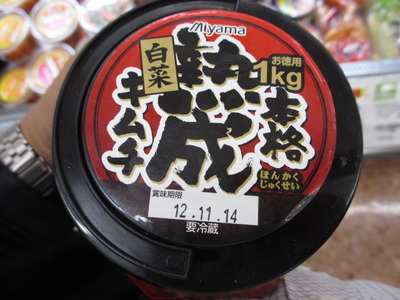 Miyama
お徳用
1kg
本格
熟成
ほんかく
じゅくせい
白菜
キムチ
賞味期限
12.11.14
要冷蔵